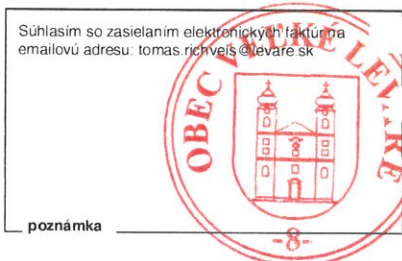 Súhlasím so zasielaním elektronických faktúr na
emailovú adresu: tomas.richveis@levare.sk
OBEC VEĽKÉ LEVÁRE
-8-
poznámka